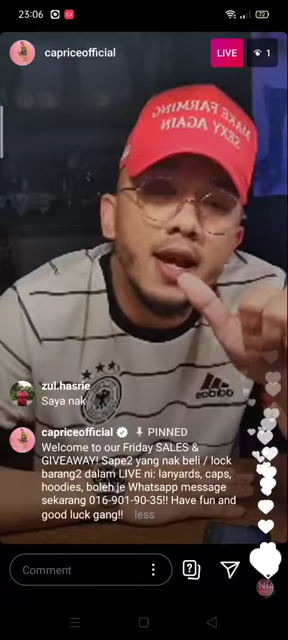 23:06
72
capriceofficial
LIVE
1
MAKE FARMING
SEXY AGAIN
adidas
zul.hasrie
Saya nak
capriceofficial PINNED
Welcome to our Friday SALES &
GIVEAWAY! Sape2 yang nak beli / lock
barang2 dalam LIVE ni: lanyards, caps,
hoodies, boleh je Whatsapp message
sekarang 016-901-90-35!! Have fun and
good luck gang!! less
Comment